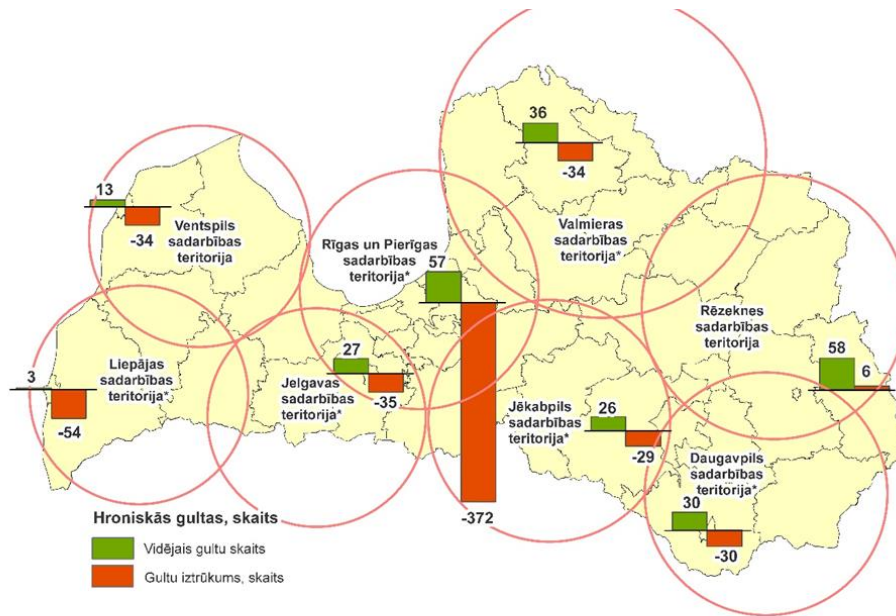 36
-34
Valmieras
sadarbības
teritorija*
13
-34
Ventspils
sadarbības
teritorija
Rīgas un Pierīgas
sadarbības
teritorija*
57
-372
Rēzeknes
sadarbības
teritorija
58
6
3
-54
Liepājas
sadarbības
teritorija*
27
-35
Jelgavas
sadarbības
teritorija*
Jēkabpils
sadarbības
teritorija*
26
-29
Daugavpils
sadarbības
teritorija*
30
-30
Hroniskās gultas, skaits
Vidējais gultu skaits
Gultu iztrūkums, skaits